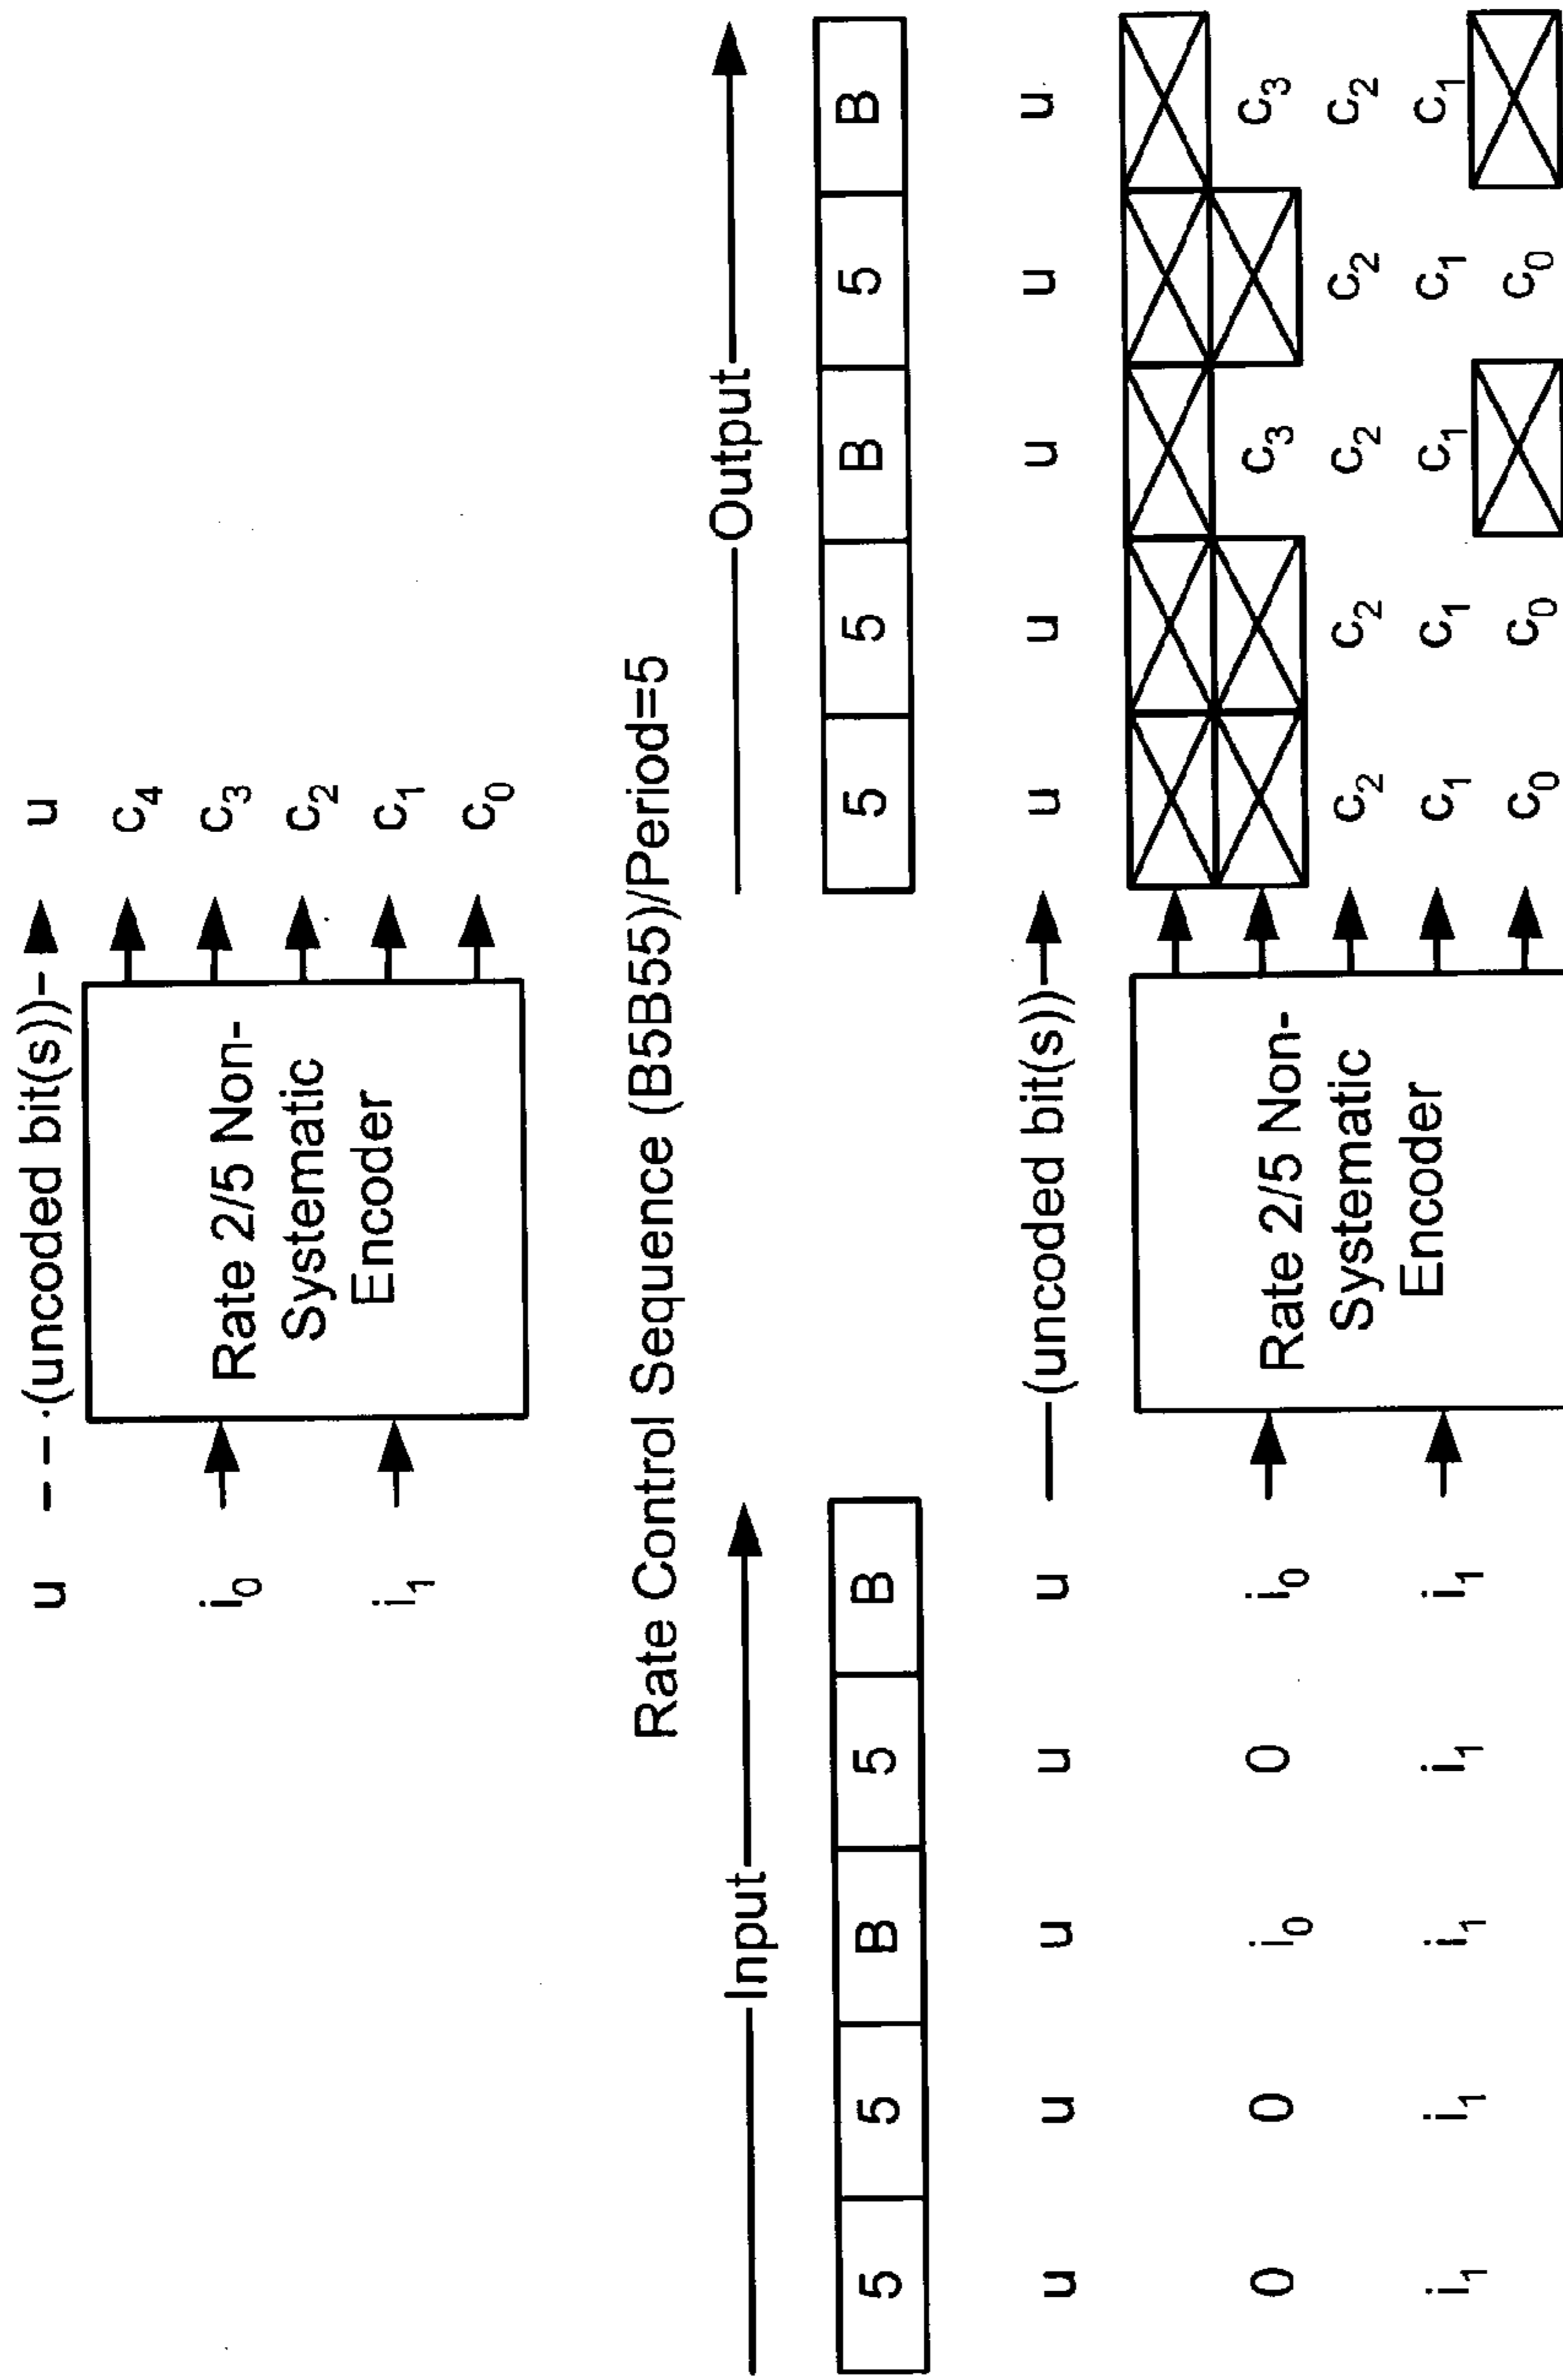 u – – ·(uncoded bit(s))- u
c4
i0 Rate 2/5 Non- c3
Systematic c2
i1 Encoder c1
c0
Rate Control Sequence (B5B55)/Period=5
Input Output
5 5 B 5 B 5 5 B 5 B
u u u u u (uncoded bit(s)) u u u u u
0 0 i0 0 i0 Rate 2/5 Non- c3 c3
Systematic c2 c2 c2 c2 c2
i1 i1 i1 i1 i1 Encoder c1 c1 c1 c1 c1
c0 c0 c0